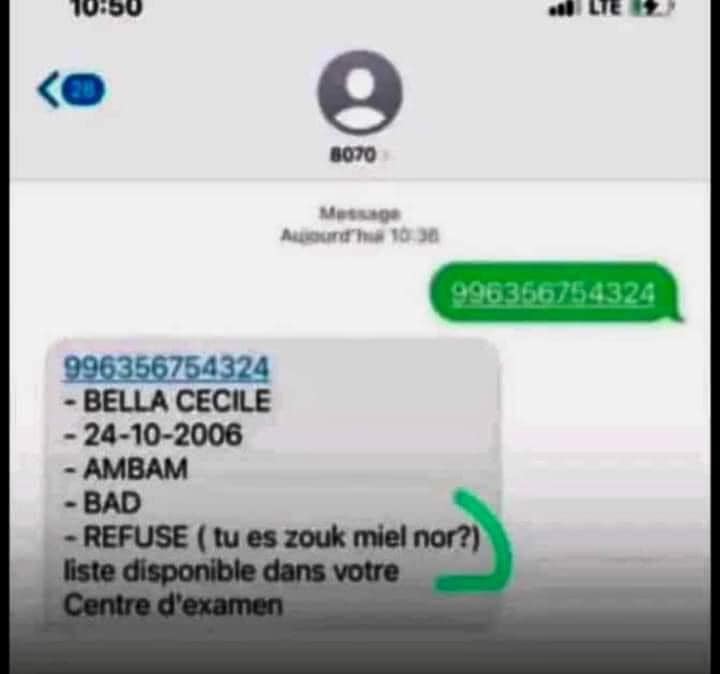 10:50
LTE
28
8070
Message
Aujourd'hui 10:36
996356754324
996356754324
- BELLA CECILE
- 24-10-2006
- AMBAM
- BAD
- REFUSE ( tu es zouk miel nor?)
liste disponible dans votre
Centre d'examen